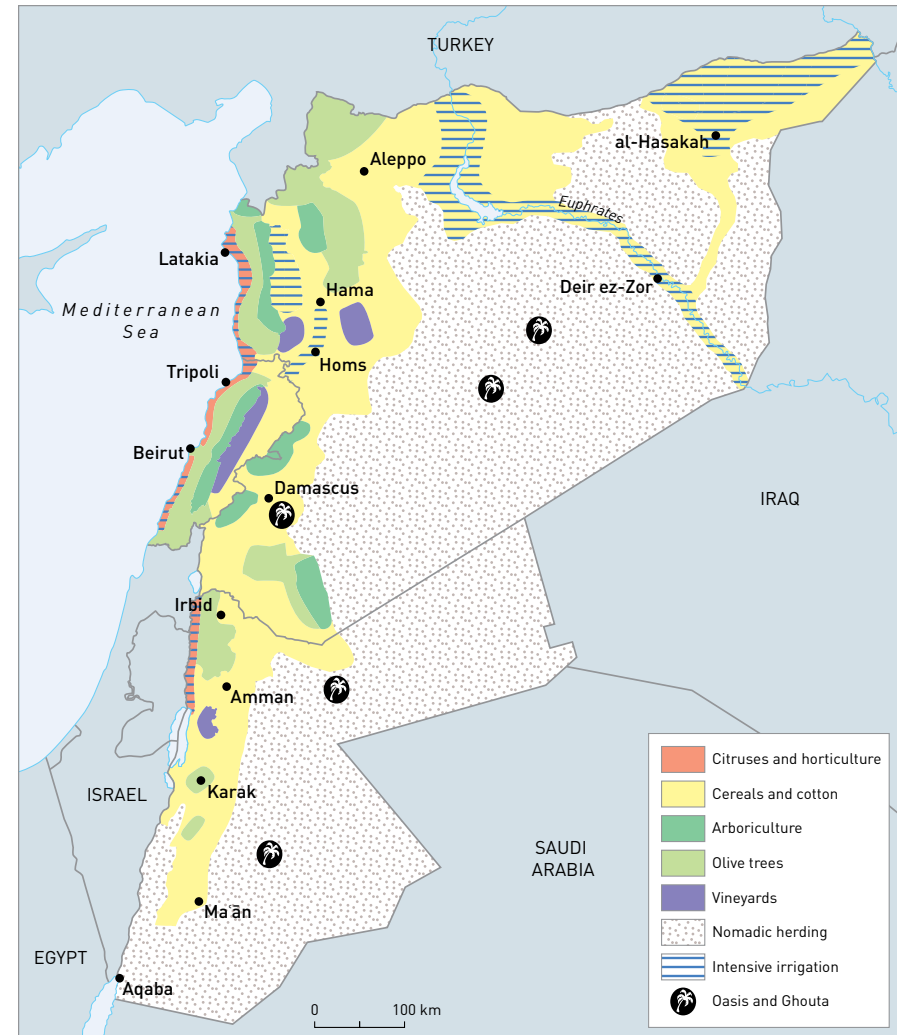 TURKEY
al-Hasakah
Aleppo
Euphrates
Latakia
Deir ez-Zor
Hama
Mediterranean
Sea
Homs
Tripoli
Beirut
Damascus
IRAQ
Irbid
Amman
ISRAEL
Karak
SAUDI
ARABIA
Maʿān
EGYPT
Aqaba
0 100 km
Citruses and horticulture
Cereals and cotton
Arboriculture
Olive trees
Vineyards
Nomadic herding
Intensive irrigation
Oasis and Ghouta